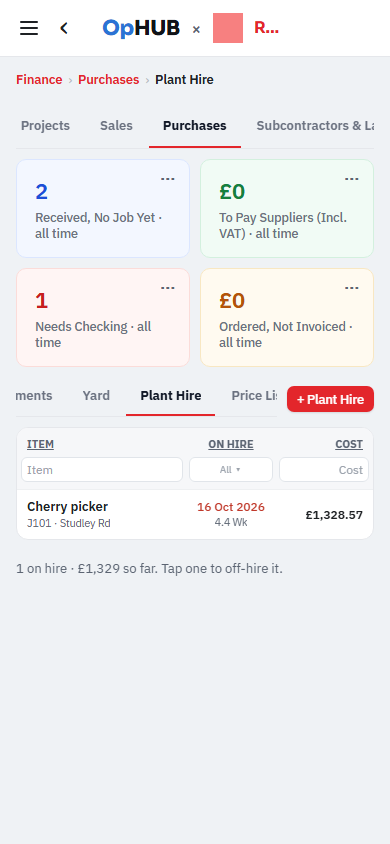 OpHUB × R...
Finance › Purchases › Plant Hire
Projects Sales Purchases Subcontractors & La
2
Received, No Job Yet ·
all time
£0
To Pay Suppliers (Incl.
VAT) · all time
1
Needs Checking · all
time
£0
Ordered, Not Invoiced ·
all time
ments Yard Plant Hire Price Lis + Plant Hire
ITEM ON HIRE COST
Item All ▾ Cost
Cherry picker 16 Oct 2026 £1,328.57
J101 · Studley Rd 4.4 Wk
1 on hire · £1,329 so far. Tap one to off-hire it.